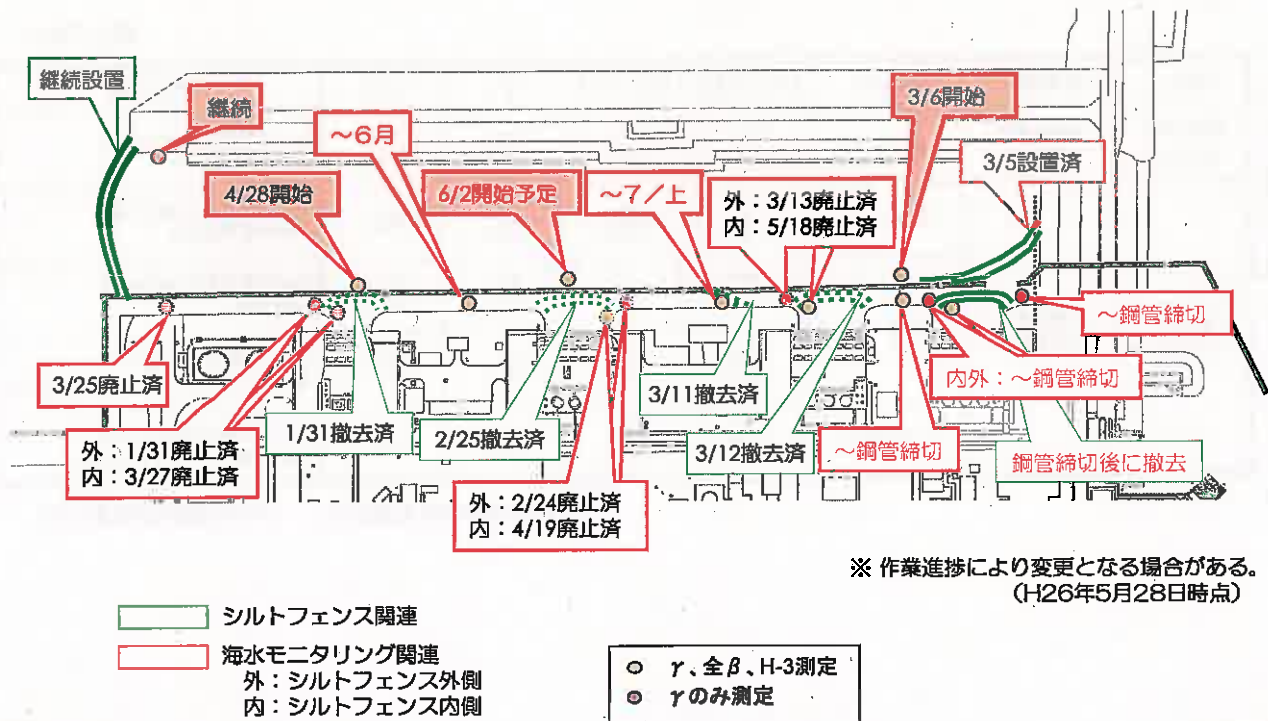 継続設置
継続
3/6開始
～6月
3/5設置済
4/28開始
6/2開始予定
～7／上
外：3/13廃止済
内：5/18廃止済
～鋼管締切
3/25廃止済
内外：～鋼管締切
3/11撤去済
1/31撤去済
2/25撤去済
外：1/31廃止済
内：3/27廃止済
3/12撤去済
～鋼管締切
鋼管締切後に撤去
外：2/24廃止済
内：4/19廃止済
※ 作業進捗により変更となる場合がある。
（H26年5月28日時点）
シルトフェンス関連
海水モニタリング関連
外：シルトフェンス外側
内：シルトフェンス内側
γ、全β、H-3測定
γのみ測定